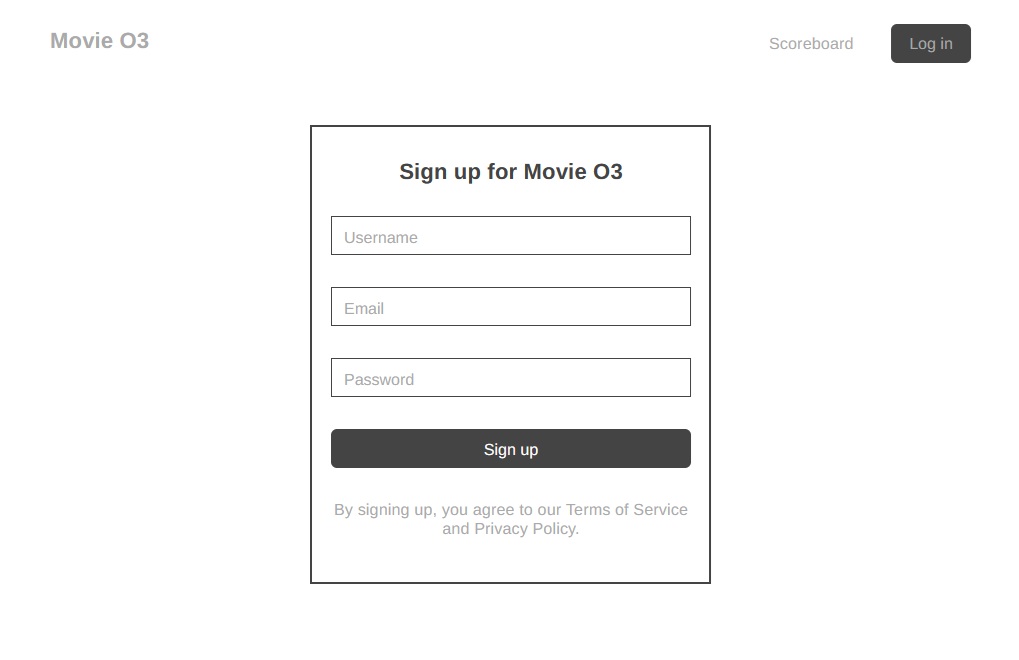 Movie O3
Scoreboard
Log in
Sign up for Movie O3
Username
Email
Password
Sign up
By signing up, you agree to our Terms of Service
and Privacy Policy.